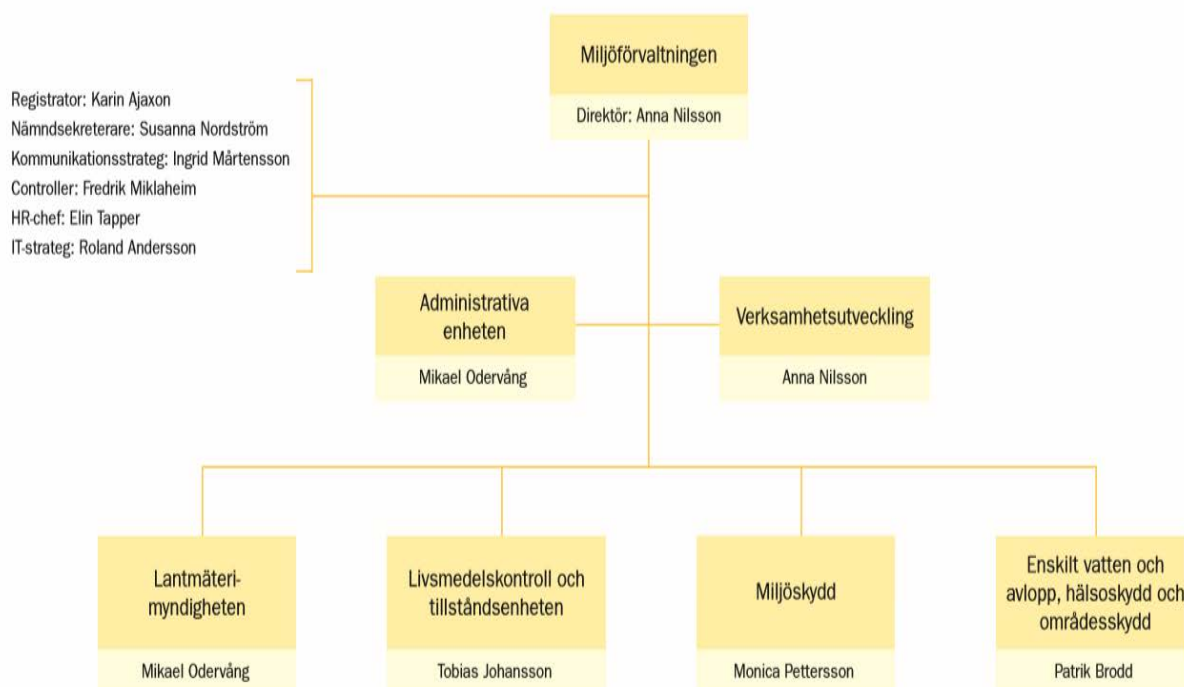 Miljöförvaltningen
Direktör: Anna Nilsson
Registrator: Karin Ajaxon
Nämndsekreterare: Susanna Nordström
Kommunikationsstrateg: Ingrid Mårtensson
Controller: Fredrik Miklaheim
HR-chef: Elin Tapper
IT-strateg: Roland Andersson
Administrativa
enheten
Mikael Odervång
Verksamhetsutveckling
Anna Nilsson
Lantmäteri-
myndigheten
Mikael Odervång
Livsmedelskontroll och
tillståndsenheten
Tobias Johansson
Miljöskydd
Monica Pettersson
Enskilt vatten och
avlopp, hälsoskydd och
områdesskydd
Patrik Brodd